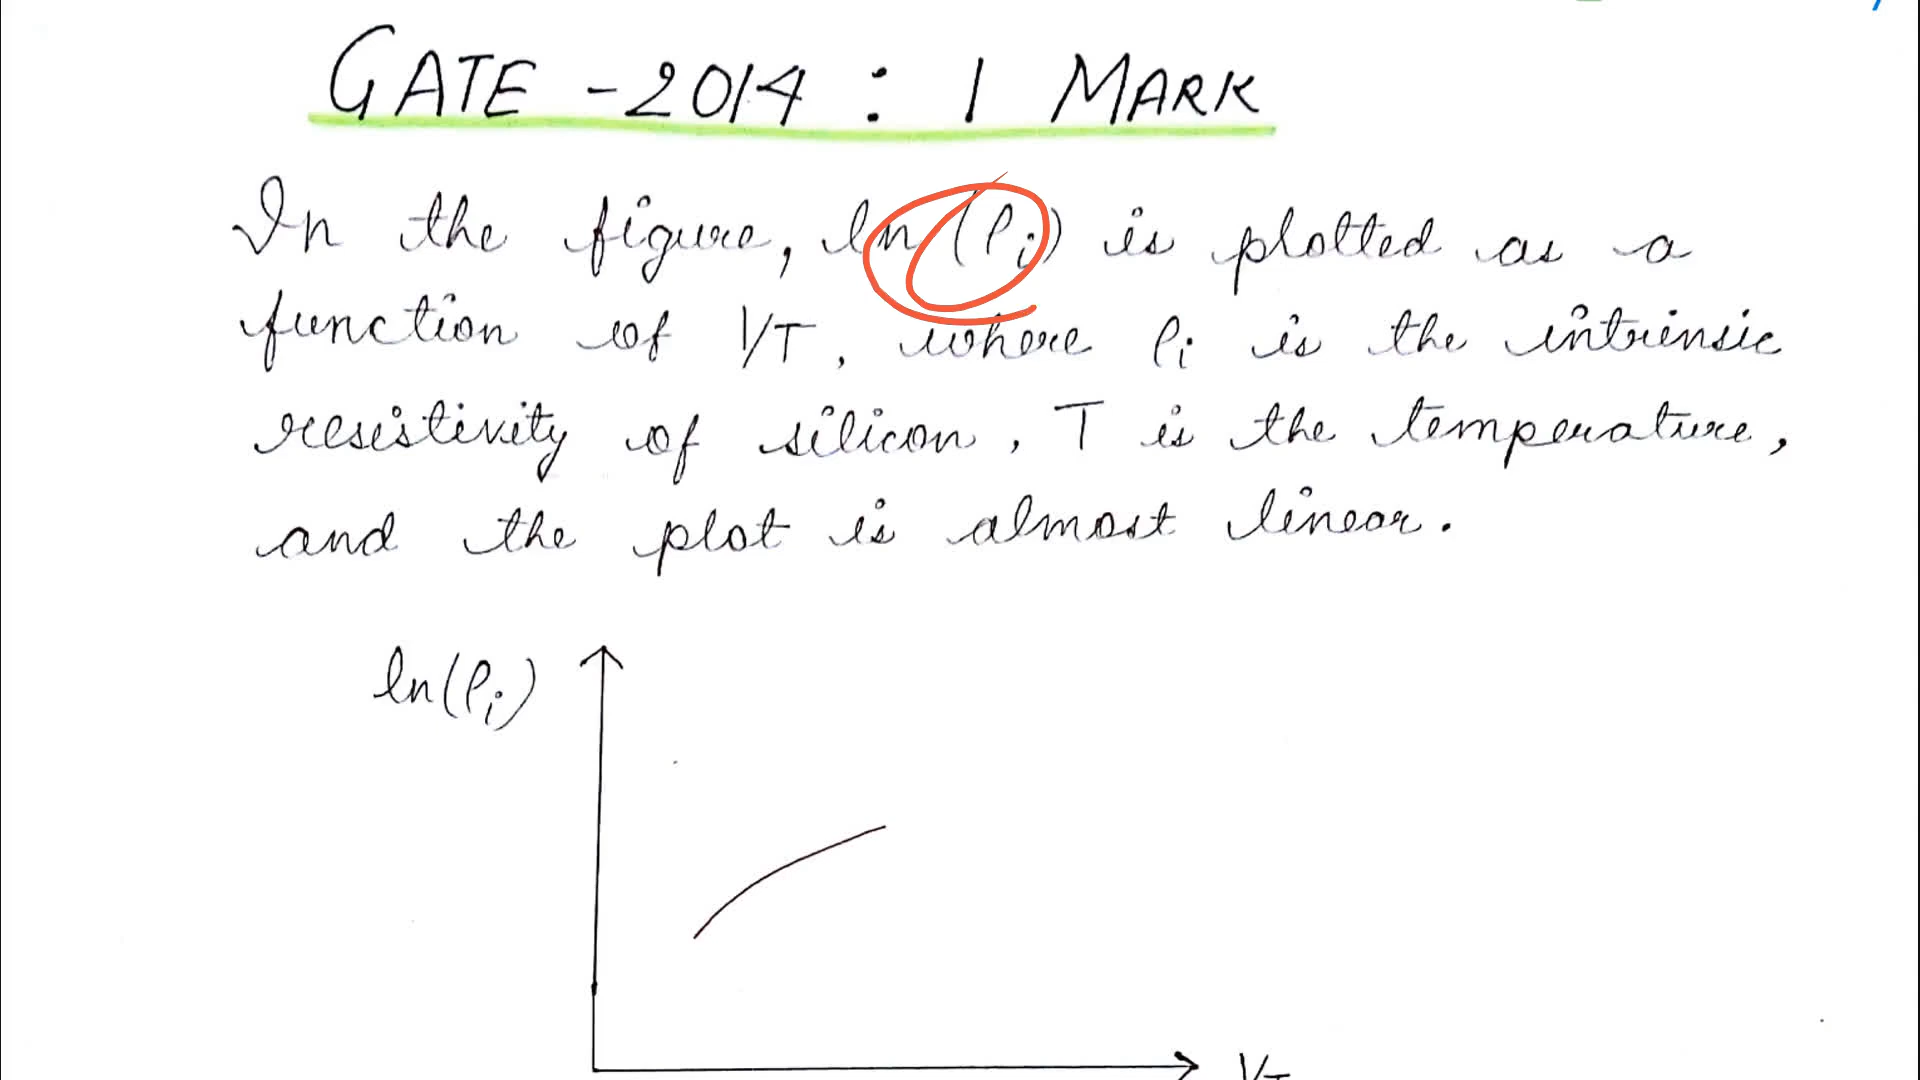 GATE -2014 : 1 MARK
In the figure, ln(ρi) is plotted as a
function of 1/T, where ρi is the intrinsic
resistivity of silicon, T is the temperature,
and the plot is almost linear.
ln(ρi)
1/T